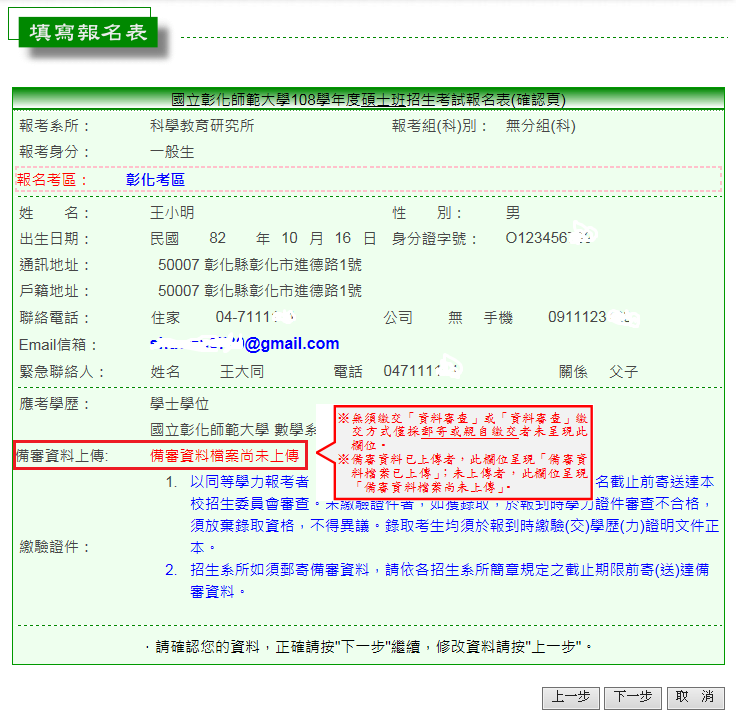 填寫報名表
國立彰化師範大學108學年度碩士班招生考試報名表(確認頁)
報考系所： 科學教育研究所 報考組(科)別： 無分組(科)
報考身分： 一般生
報名考區： 彰化考區
姓　　名： 王小明 性　　別： 男
出生日期： 民國 82 年 10 月 16 日 身分證字號： O123456
通訊地址： 50007 彰化縣彰化市進德路1號
戶籍地址： 50007 彰化縣彰化市進德路1號
聯絡電話： 住家 04-7111 公司 無 手機 0911123
Email信箱： @gmail.com
緊急聯絡人： 姓名 王大同 電話 047111 關係 父子
應考學歷： 學士學位
國立彰化師範大學 數學系
※無須繳交「資料審查」或「資料審查」繳
交方式僅採郵寄或親自繳交者未呈現此
欄位。
※備審資料已上傳者，此欄位呈現「備審資
料檔案已上傳」；未上傳者，此欄位呈現
「備審資料檔案尚未上傳」。
備審資料上傳: 備審資料檔案尚未上傳
繳驗證件：
1. 以同等學力報考者 名截止前寄送達本
校招生委員會審查。未繳驗證件者，如獲錄取，於報到時學力證件審查不合格，
須放棄錄取資格，不得異議。錄取考生均須於報到時繳驗(交)學歷(力)證明文件正
本。
2. 招生系所如須郵寄備審資料，請依各招生系所簡章規定之截止期限前寄(送)達備
審資料。
．請確認您的資料，正確請按"下一步"繼續，修改資料請按"上一步"。
上一步 下一步 取　消